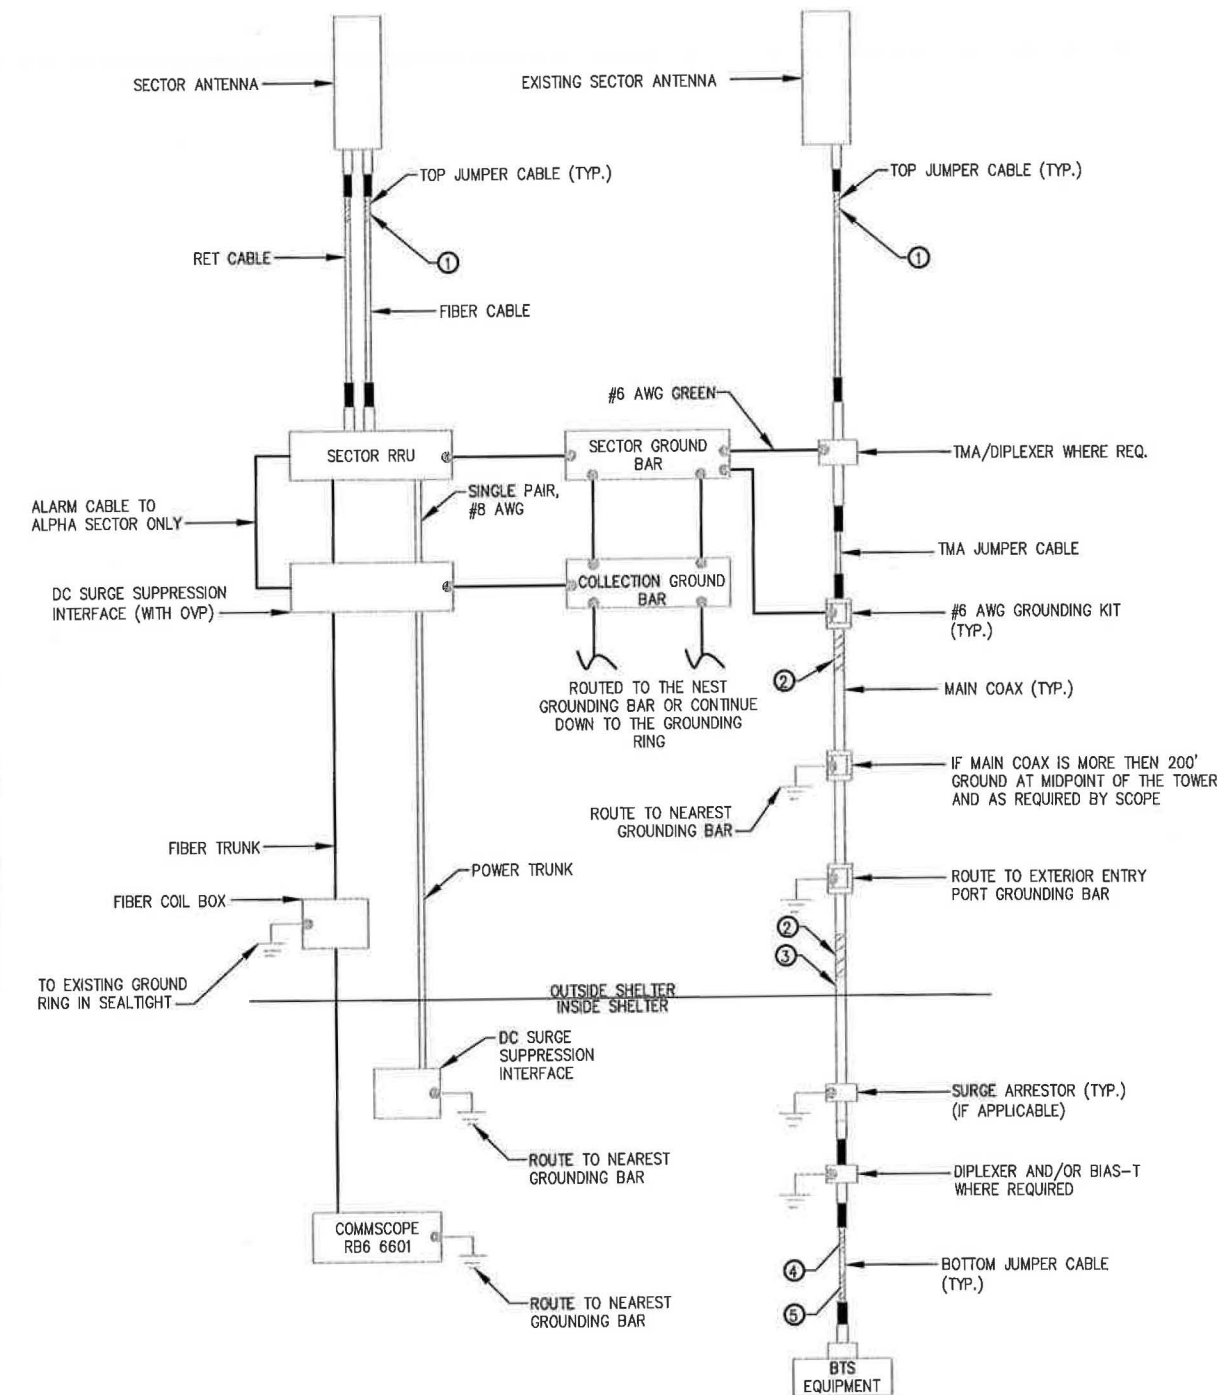 SECTOR ANTENNA
EXISTING SECTOR ANTENNA
TOP JUMPER CABLE (TYP.)
TOP JUMPER CABLE (TYP.)
RET CABLE
1
1
FIBER CABLE
#6 AWG GREEN
SECTOR RRU
SECTOR GROUND
BAR
TMA/DIPLEXER WHERE REQ.
SINGLE PAIR,
#8 AWG
ALARM CABLE TO
ALPHA SECTOR ONLY
TMA JUMPER CABLE
DC SURGE SUPPRESSION
INTERFACE (WITH OVP)
COLLECTION GROUND
BAR
#6 AWG GROUNDING KIT
(TYP.)
2
ROUTED TO THE NEST
GROUNDING BAR OR CONTINUE
DOWN TO THE GROUNDING
RING
MAIN COAX (TYP.)
IF MAIN COAX IS MORE THEN 200'
GROUND AT MIDPOINT OF THE TOWER
AND AS REQUIRED BY SCOPE
ROUTE TO NEAREST
GROUNDING BAR
FIBER TRUNK
POWER TRUNK
ROUTE TO EXTERIOR ENTRY
PORT GROUNDING BAR
FIBER COIL BOX
2
3
TO EXISTING GROUND
RING IN SEALTIGHT
OUTSIDE SHELTER
INSIDE SHELTER
DC SURGE
SUPPRESSION
INTERFACE
SURGE ARRESTOR (TYP.)
(IF APPLICABLE)
ROUTE TO NEAREST
GROUNDING BAR
DIPLEXER AND/OR BIAS-T
WHERE REQUIRED
COMMSCOPE
RB6 6601
4
BOTTOM JUMPER CABLE
(TYP.)
5
ROUTE TO NEAREST
GROUNDING BAR
BTS
EQUIPMENT